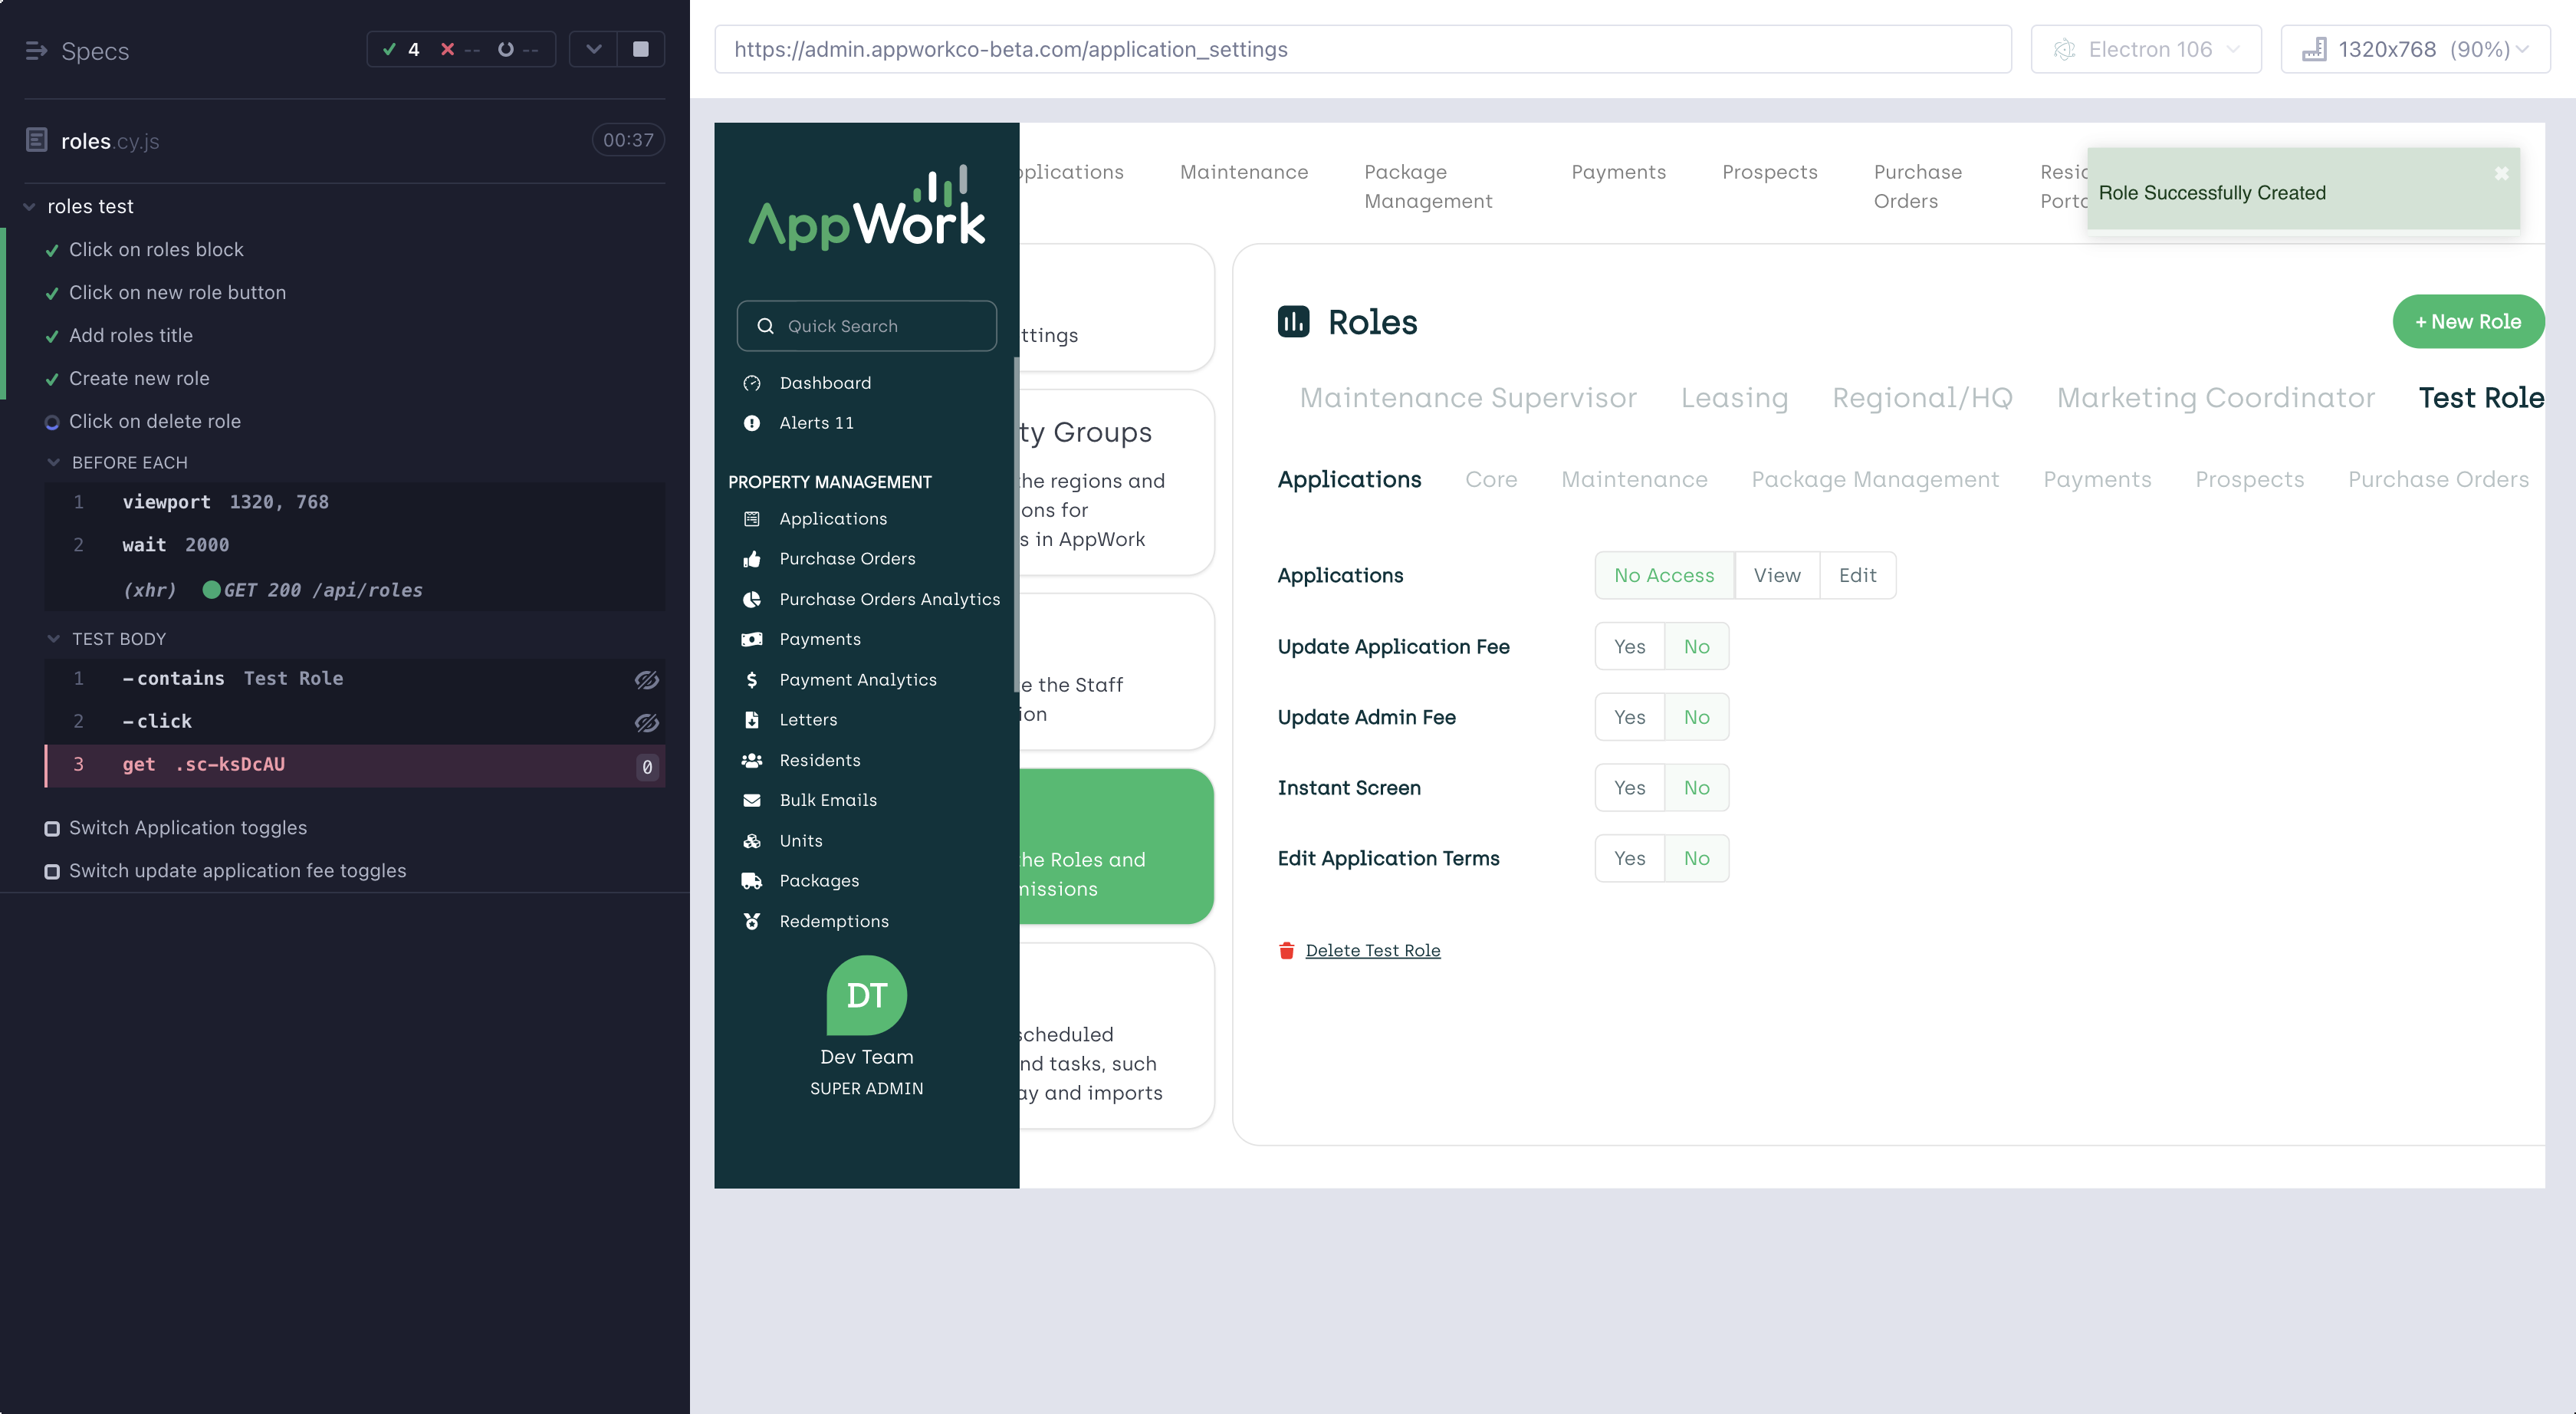 Specs
4
--
--
roles.cy.js
00:37
roles test
Click on roles block
Click on new role button
Add roles title
Create new role
Click on delete role
BEFORE EACH
1 viewport 1320, 768
2 wait 2000
(xhr) GET 200 /api/roles
TEST BODY
1 -contains Test Role
2 -click
3 get .sc-ksDcAU 0
Switch Application toggles
Switch update application fee toggles
https://admin.appworkco-beta.com/application_settings
Electron 106
1320x768 (90%)
AppWork
Quick Search
Dashboard
Alerts 11
PROPERTY MANAGEMENT
Applications
Purchase Orders
Purchase Orders Analytics
Payments
Payment Analytics
Letters
Residents
Bulk Emails
Units
Packages
Redemptions
DT
Dev Team
SUPER ADMIN
pplications
Maintenance
Package
Management
Payments
Prospects
Purchase
Orders
Resid
Porta
Role Successfully Created
ttings
ty Groups
the regions and
ons for
s in AppWork
e the Staff
ion
the Roles and
missions
scheduled
nd tasks, such
ay and imports
Roles
+ New Role
Maintenance Supervisor
Leasing
Regional/HQ
Marketing Coordinator
Test Role
Applications
Core
Maintenance
Package Management
Payments
Prospects
Purchase Orders
Applications
No Access View Edit
Update Application Fee
Yes No
Update Admin Fee
Yes No
Instant Screen
Yes No
Edit Application Terms
Yes No
Delete Test Role